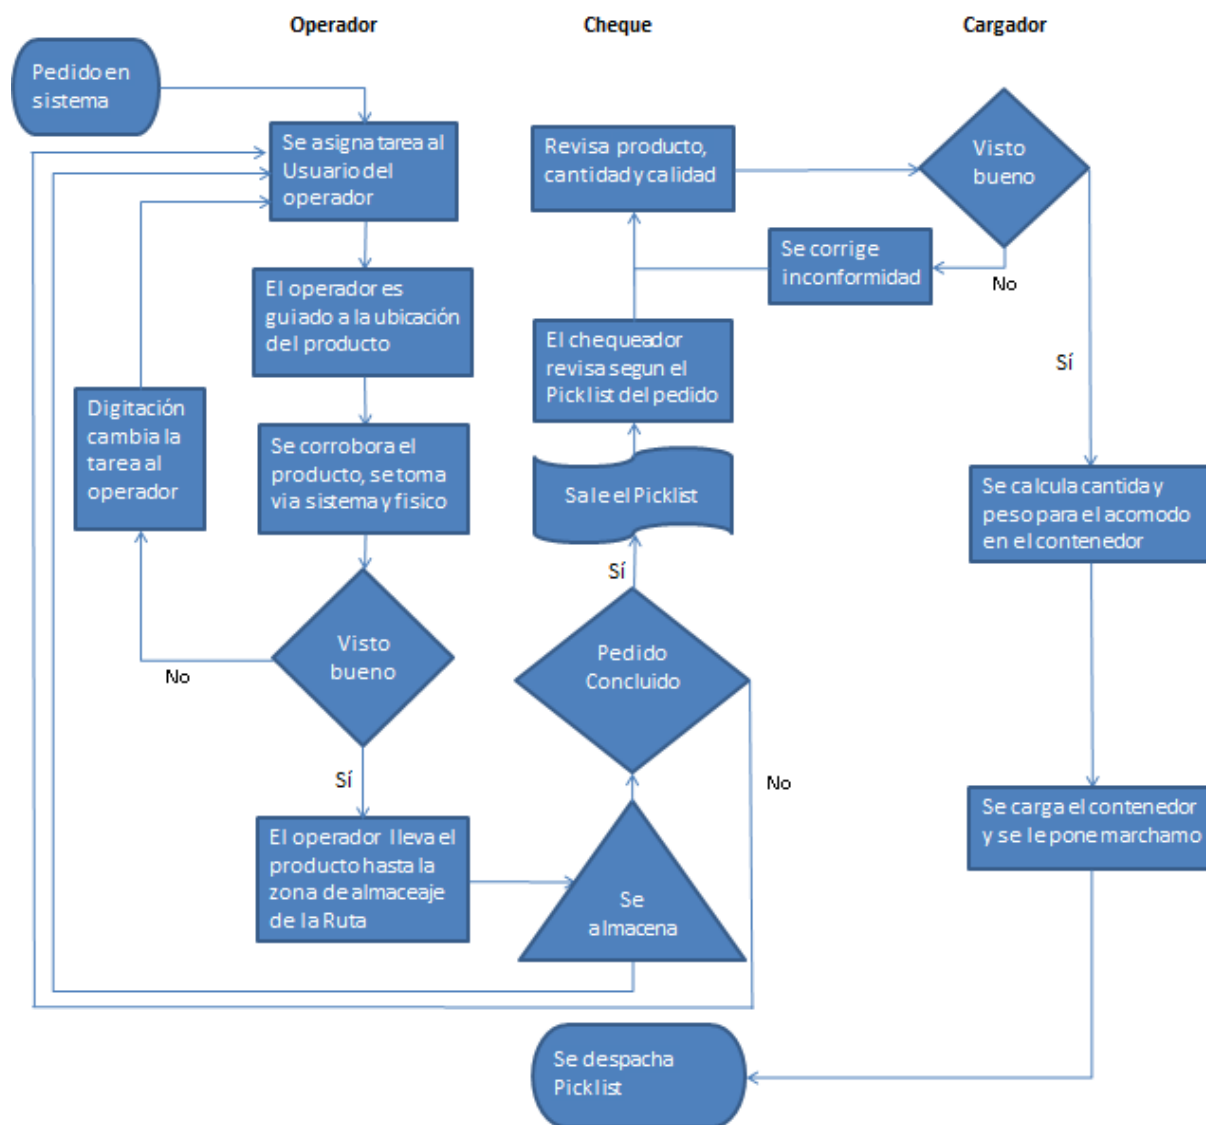 Operador
Cheque
Cargador
Pedido en
sistema
Se asigna tarea al
Usuario del
operador
El operador es
guiado a la ubicación
del producto
Digitación
cambia la
tarea al
operador
Se corrobora el
producto, se toma
via sistema y fisico
Visto
bueno
No
Sí
El operador lleva el
producto hasta la
zona de almaceaje
de la Ruta
Se
almacena
Pedido
Concluido
No
Sí
Sale el Picklist
El chequeador
revisa segun el
Picklist del pedido
Revisa producto,
cantidad y calidad
Visto
bueno
No
Se corrige
inconformidad
Sí
Se calcula cantida y
peso para el acomodo
en el contenedor
Se carga el contenedor
y se le pone marchamo
Se despacha
Picklist